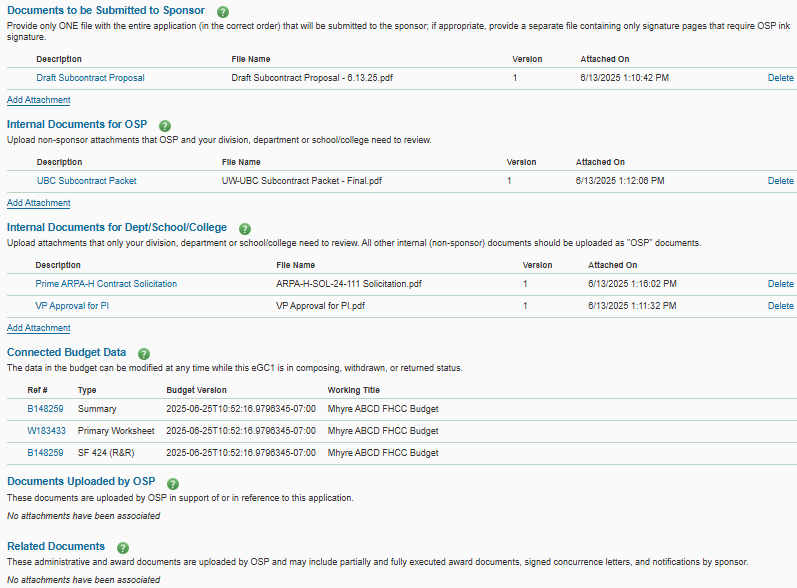 Documents to be Submitted to Sponsor ?
Provide only ONE file with the entire application (in the correct order) that will be submitted to the sponsor; if appropriate, provide a separate file containing only signature pages that require OSP ink
signature.
Description File Name Version Attached On
Draft Subcontract Proposal Draft Subcontract Proposal - 6.13.25.pdf 1 6/13/2025 1:10:42 PM Delete
Add Attachment
Internal Documents for OSP ?
Upload non-sponsor attachments that OSP and your division, department or school/college need to review.
Description File Name Version Attached On
UBC Subcontract Packet UW-UBC Subcontract Packet - Final.pdf 1 6/13/2025 1:12:06 PM Delete
Add Attachment
Internal Documents for Dept/School/College ?
Upload attachments that only your division, department or school/college need to review. All other internal (non-sponsor) documents should be uploaded as "OSP" documents.
Description File Name Version Attached On
Prime ARPA-H Contract Solicitation ARPA-H-SOL-24-111 Solicitation.pdf 1 6/13/2025 1:16:02 PM Delete
VP Approval for PI VP Approval for PI.pdf 1 6/13/2025 1:11:32 PM Delete
Add Attachment
Connected Budget Data ?
The data in the budget can be modified at any time while this eGC1 is in composing, withdrawn, or returned status.
Ref # Type Budget Version Working Title
B148259 Summary 2025-06-25T10:52:16.9796345-07:00 Mhyre ABCD FHCC Budget
W183433 Primary Worksheet 2025-06-25T10:52:16.9796345-07:00 Mhyre ABCD FHCC Budget
B148259 SF 424 (R&R) 2025-06-25T10:52:16.9796345-07:00 Mhyre ABCD FHCC Budget
Documents Uploaded by OSP ?
These documents are uploaded by OSP in support of or in reference to this application.
No attachments have been associated
Related Documents ?
These administrative and award documents are uploaded by OSP and may include partially and fully executed award documents, signed concurrence letters, and notifications by sponsor.
No attachments have been associated